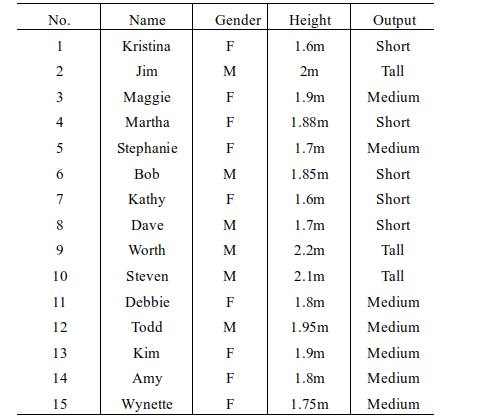 No. Name Gender Height Output
1 Kristina F 1.6m Short
2 Jim M 2m Tall
3 Maggie F 1.9m Medium
4 Martha F 1.88m Short
5 Stephanie F 1.7m Medium
6 Bob M 1.85m Short
7 Kathy F 1.6m Short
8 Dave M 1.7m Short
9 Worth M 2.2m Tall
10 Steven M 2.1m Tall
11 Debbie F 1.8m Medium
12 Todd M 1.95m Medium
13 Kim F 1.9m Medium
14 Amy F 1.8m Medium
15 Wynette F 1.75m Medium